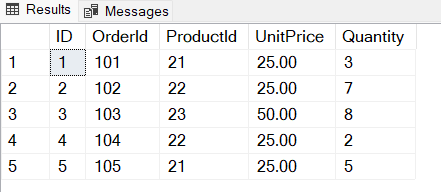 Results Messages
ID OrderId ProductId UnitPrice Quantity
1 1 101 21 25.00 3
2 2 102 22 25.00 7
3 3 103 23 50.00 8
4 4 104 22 25.00 2
5 5 105 21 25.00 5